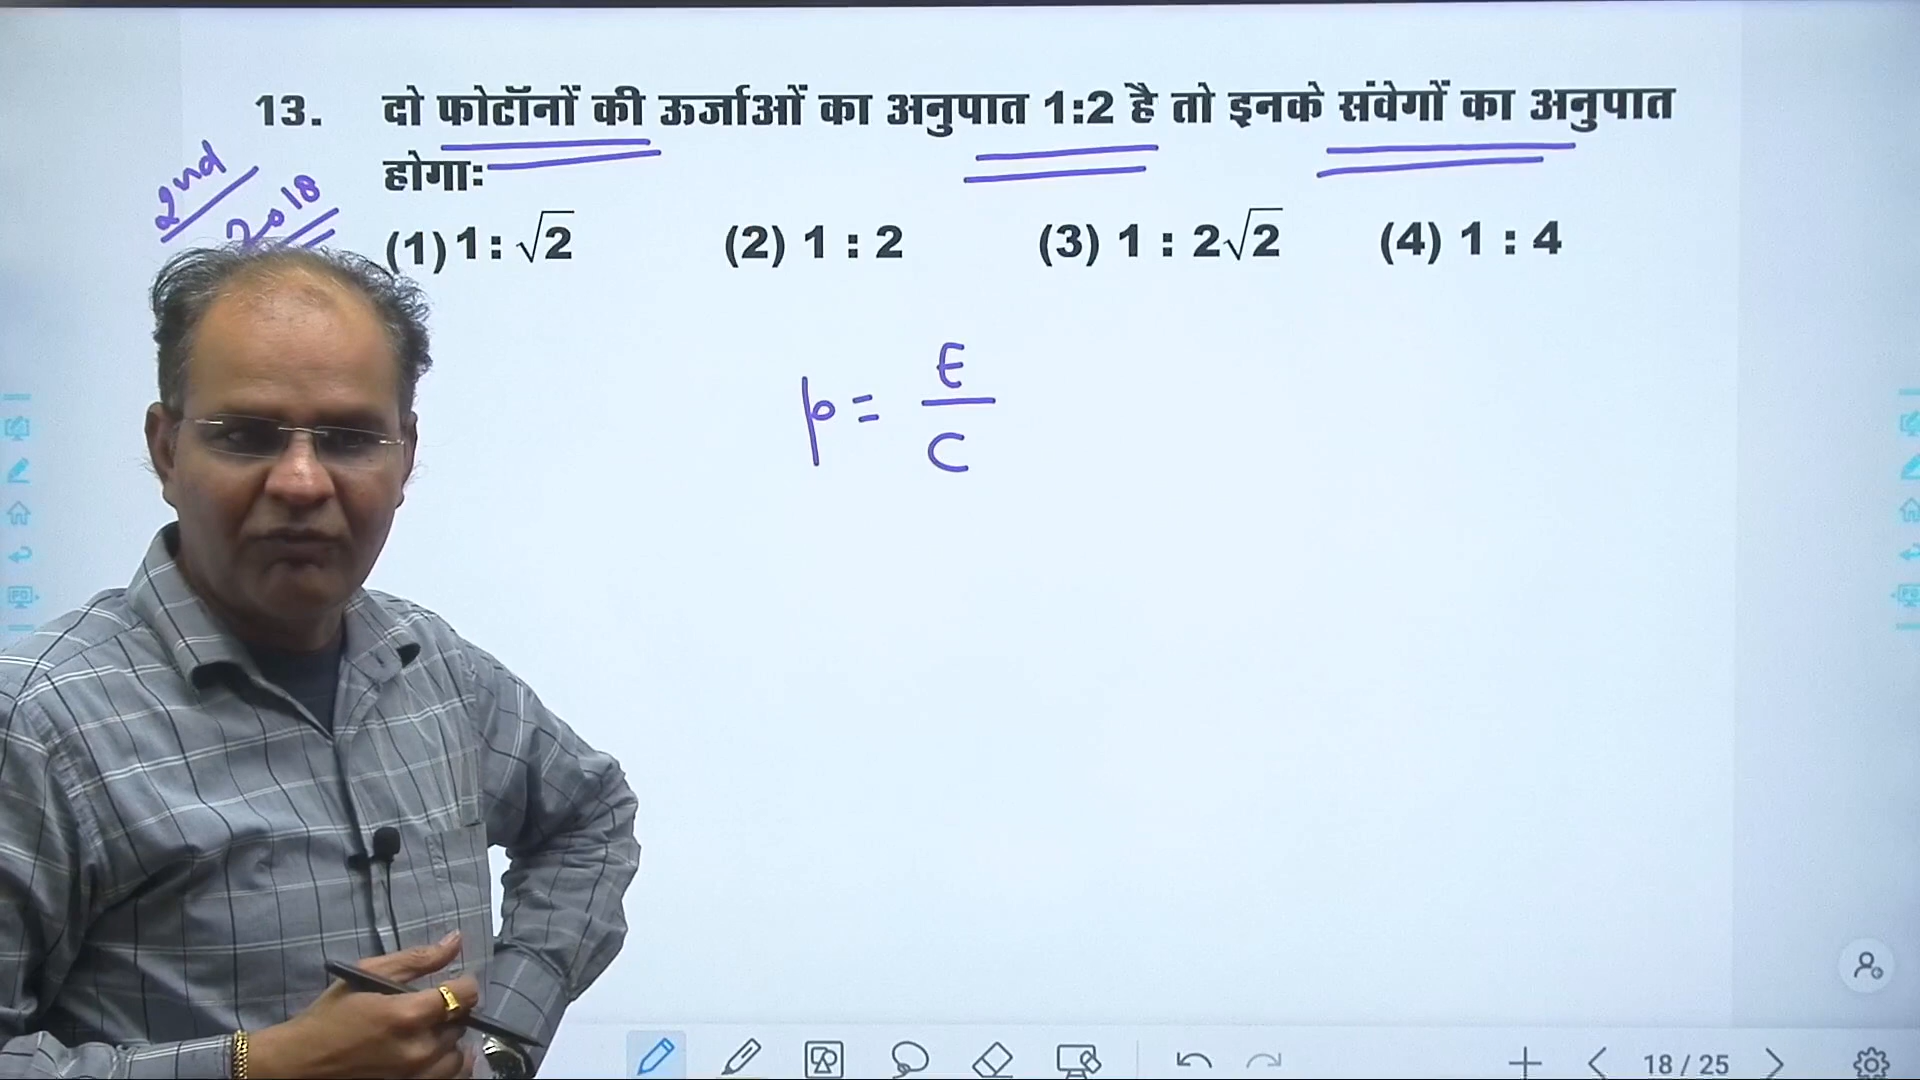 13. दो फोटॉनों की ऊर्जाओं का अनुपात 1:2 है तो इनके संवेगों का अनुपात
होगाः
2nd
2018
(1) 1 : √2 (2) 1 : 2 (3) 1 : 2√2 (4) 1 : 4
p = E/C
18 / 25